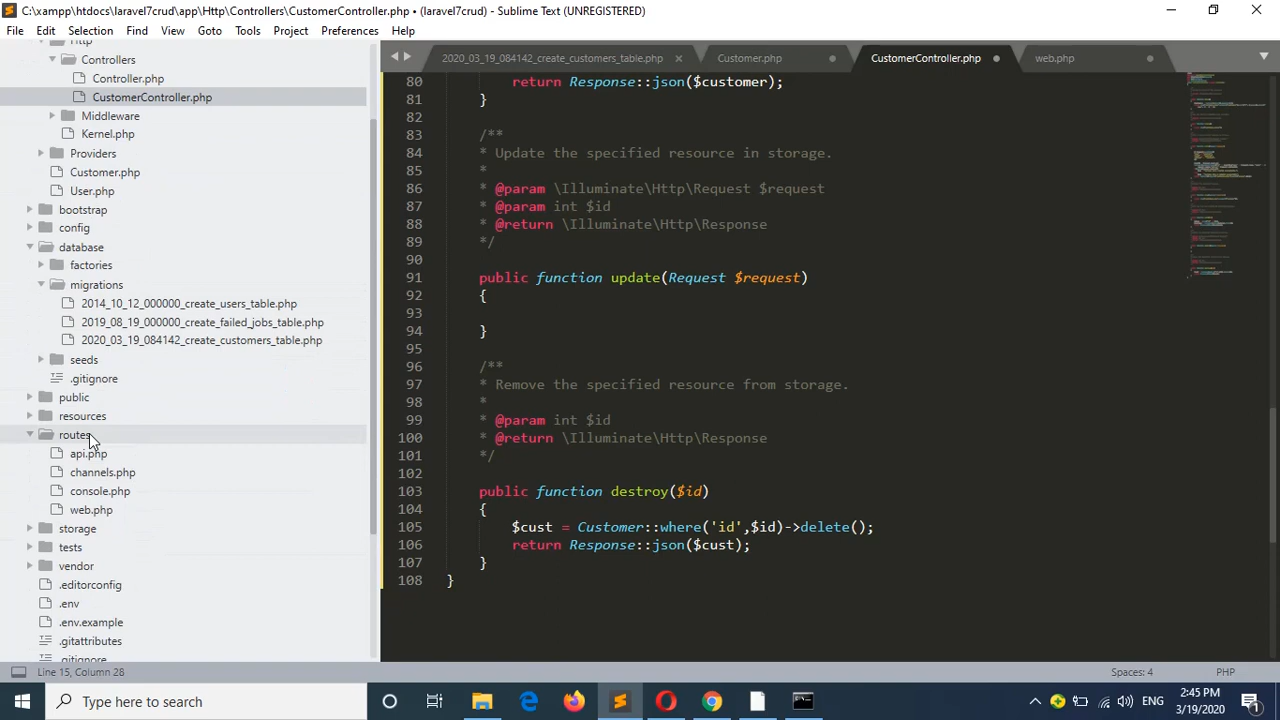 C:\xampp\htdocs\laravel7crud\app\Http\Controllers\CustomerController.php • (laravel7crud) - Sublime Text (UNREGISTERED)
File Edit Selection Find View Goto Tools Project Preferences Help
Http
Controllers
Controller.php
CustomerController.php
Middleware
Kernel.php
Providers
Customer.php
User.php
bootstrap
config
database
factories
migrations
2014_10_12_000000_create_users_table.php
2019_08_19_000000_create_failed_jobs_table.php
2020_03_19_084142_create_customers_table.php
seeds
.gitignore
public
resources
routes
api.php
channels.php
console.php
web.php
storage
tests
vendor
.editorconfig
.env
.env.example
.gitattributes
.gitignore
2020_03_19_084142_create_customers_table.php Customer.php CustomerController.php web.php
80 return Response::json($customer);
81 }
82
83 /**
84 * Update the specified resource in storage.
85 *
86 * @param \Illuminate\Http\Request $request
87 * @param int $id
88 * @return \Illuminate\Http\Response
89 */
90
91 public function update(Request $request)
92 {
93
94 }
95
96 /**
97 * Remove the specified resource from storage.
98 *
99 * @param int $id
100 * @return \Illuminate\Http\Response
101 */
102
103 public function destroy($id)
104 {
105 $cust = Customer::where('id',$id)->delete();
106 return Response::json($cust);
107 }
108 }
Line 15, Column 28 Spaces: 4 PHP
Type here to search
ENG
2:45 PM
3/19/2020
1